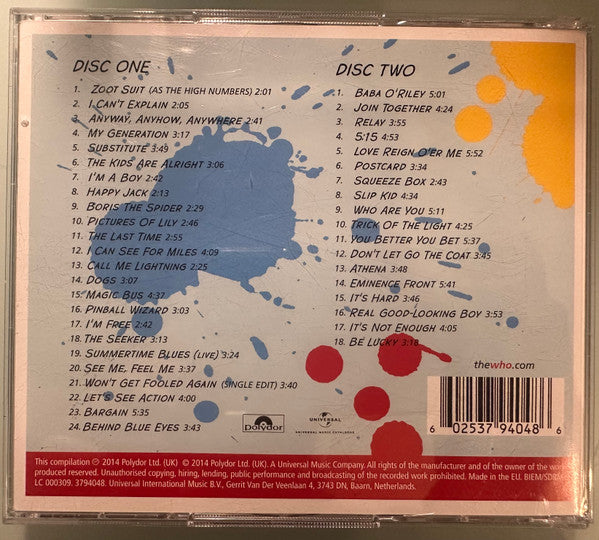 DISC ONE
1. ZOOT SUIT (AS THE HIGH NUMBERS) 2:01
2. I CAN'T EXPLAIN 2:05
3. ANYWAY, ANYHOW, ANYWHERE 2:41
4. MY GENERATION 3:17
5. SUBSTITUTE 3:49
6. THE KIDS ARE ALRIGHT 3:06
7. I'M A BOY 2:42
8. HAPPY JACK 2:13
9. BORIS THE SPIDER 2:29
10. PICTURES OF LILY 2:46
11. THE LAST TIME 2:55
12. I CAN SEE FOR MILES 4:09
13. CALL ME LIGHTNING 2:25
14. DOGS 3:07
15. MAGIC BUS 4:37
16. PINBALL WIZARD 3:03
17. I'M FREE 2:42
18. THE SEEKER 3:13
19. SUMMERTIME BLUES (LIVE) 3:24
20. SEE ME, FEEL ME 3:37
21. WON'T GET FOOLED AGAIN (SINGLE EDIT) 3:40
22. LET'S SEE ACTION 4:00
23. BARGAIN 5:35
24. BEHIND BLUE EYES 3:43
DISC TWO
1. BABA O'RILEY 5:01
2. JOIN TOGETHER 4:24
3. RELAY 3:55
4. 5:15 4:53
5. LOVE REIGN O'ER ME 5:52
6. POSTCARD 3:34
7. SQUEEZE BOX 2:43
8. SLIP KID 4:34
9. WHO ARE YOU 5:11
10. TRICK OF THE LIGHT 4:25
11. YOU BETTER YOU BET 5:37
12. DON'T LET GO THE COAT 3:45
13. ATHENA 3:48
14. EMINENCE FRONT 5:41
15. IT'S HARD 3:46
16. REAL GOOD-LOOKING BOY 3:53
17. IT'S NOT ENOUGH 4:05
18. BE LUCKY 3:18
thewho.com
polydor
UNIVERSAL
UNIVERSAL MUSIC CATALOGUE
6 02537 94048 6
This compilation ℗ 2014 Polydor Ltd. (UK) © 2014 Polydor Ltd. (UK). A Universal Music Company. All rights of the manufacturer and of the owner of the work
produced reserved. Unauthorised copying, hiring, lending, public performance and broadcasting of the recorded work prohibited. Made in the EU. BIEM/SDRM
LC 000309. 3794048. Universal International Music B.V., Gerrit Van Der Veenlaan 4, 3743 DN, Baarn, Netherlands.